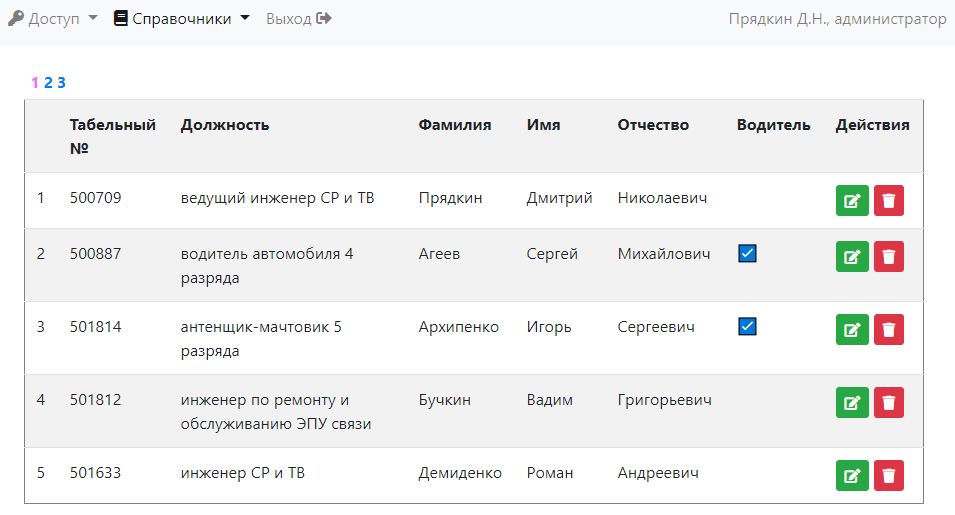 Доступ Справочники Выход Прядкин Д.Н., администратор
1 2 3
Табельный № Должность Фамилия Имя Отчество Водитель Действия
1 500709 ведущий инженер СР и ТВ Прядкин Дмитрий Николаевич
2 500887 водитель автомобиля 4 разряда Агеев Сергей Михайлович
3 501814 антенщик-мачтовик 5 разряда Архипенко Игорь Сергеевич
4 501812 инженер по ремонту и обслуживанию ЭПУ связи Бучкин Вадим Григорьевич
5 501633 инженер СР и ТВ Демиденко Роман Андреевич